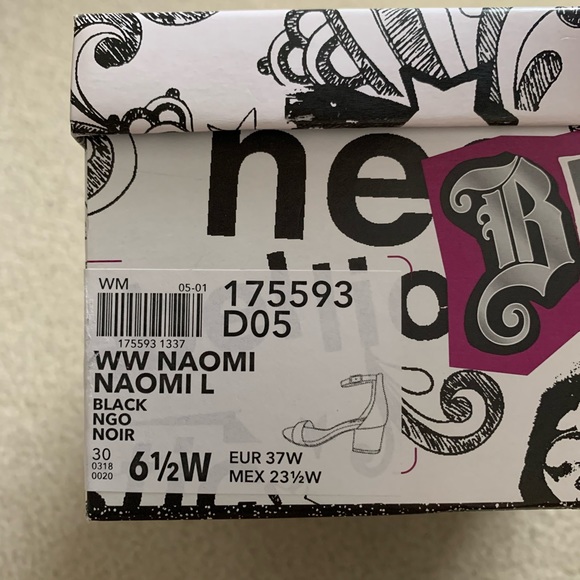 ne
B
WM 05-01
175593
D05
175593 1337
WW NAOMI
NAOMI L
BLACK
NGO
NOIR
30
0318
0020
6½W
EUR 37W
MEX 23½W